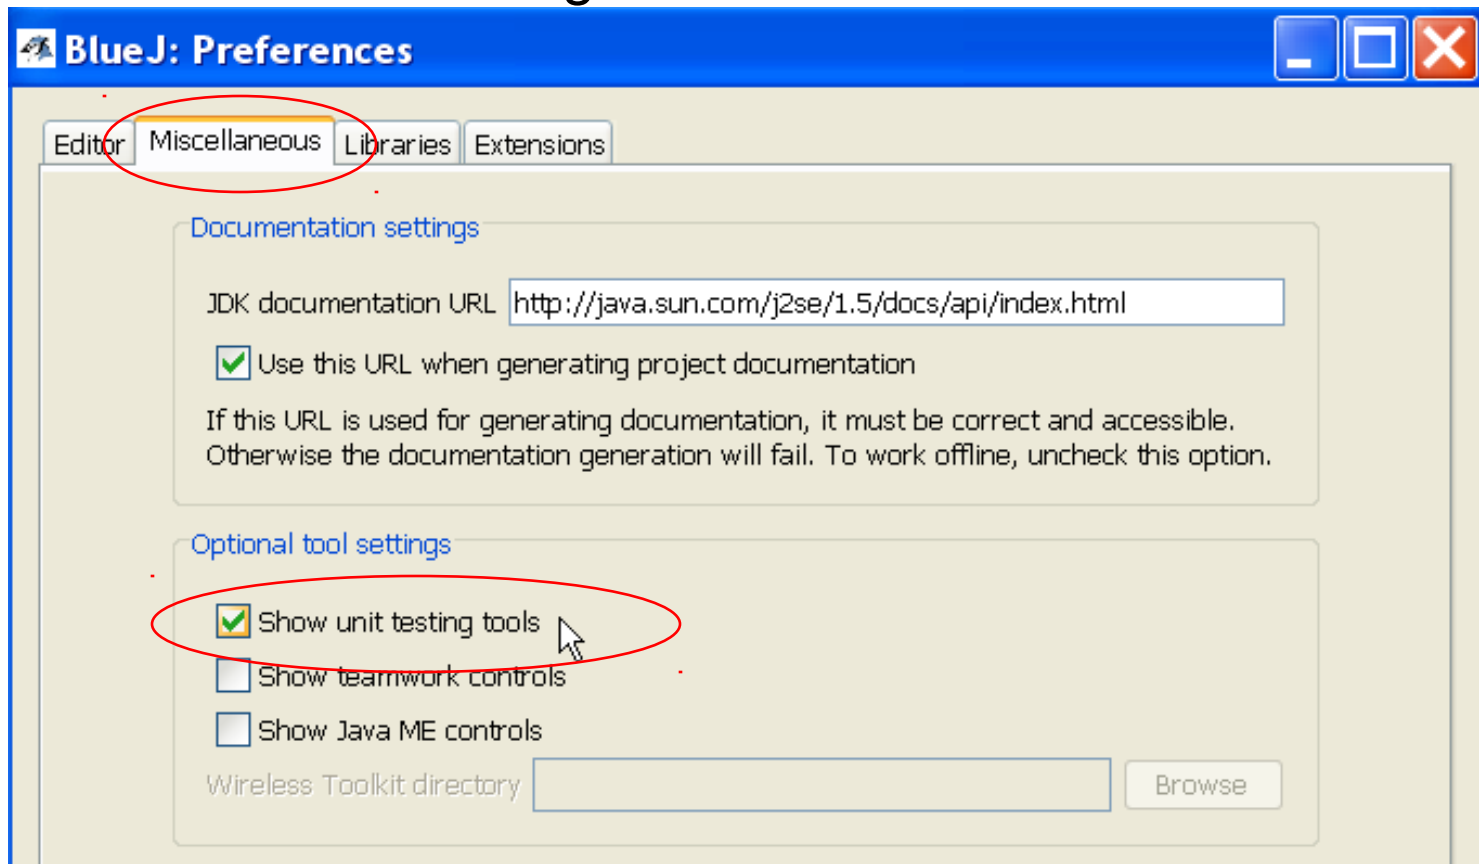 BlueJ: Preferences
Editor Miscellaneous Libraries Extensions
Documentation settings
JDK documentation URL http://java.sun.com/j2se/1.5/docs/api/index.html
Use this URL when generating project documentation
If this URL is used for generating documentation, it must be correct and accessible.
Otherwise the documentation generation will fail. To work offline, uncheck this option.
Optional tool settings
Show unit testing tools
Show teamwork controls
Show Java ME controls
Wireless Toolkit directory Browse